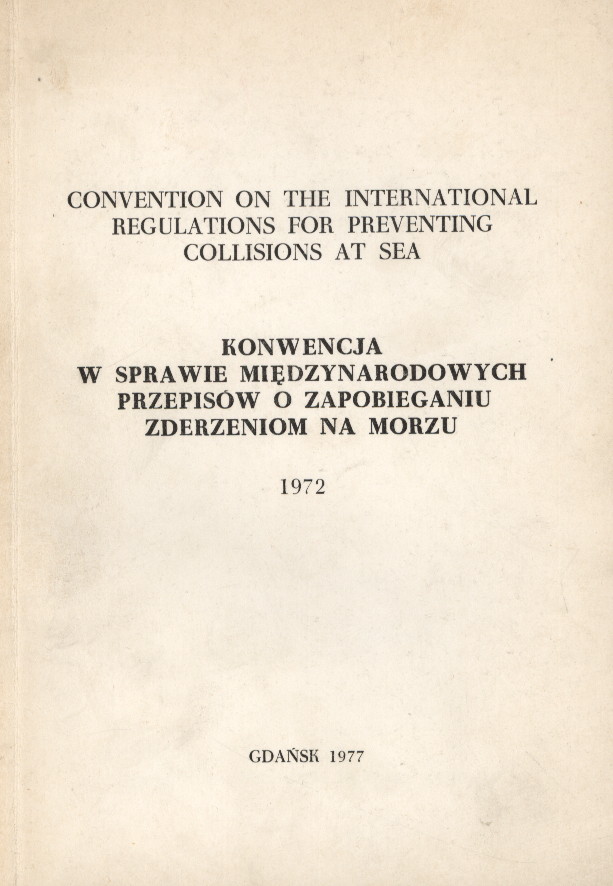 CONVENTION ON THE INTERNATIONAL
REGULATIONS FOR PREVENTING
COLLISIONS AT SEA
KONWENCJA
W SPRAWIE MIĘDZYNARODOWYCH
PRZEPISÓW O ZAPOBIEGANIU
ZDERZENIOM NA MORZU
1972
GDAŃSK 1977